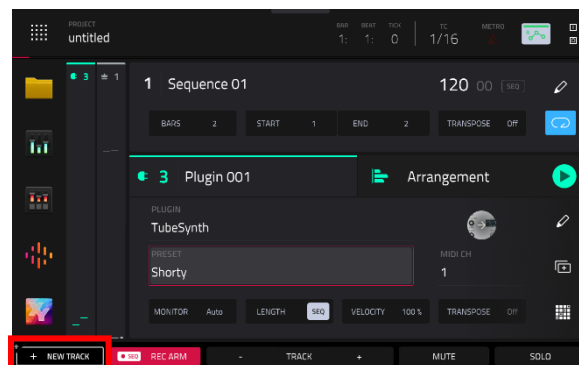 PROJECT
untitled
BAR BEAT TICK
1: 1: 0
TC
1/16
METRO
3
1
1 Sequence 01
120 00 SEQ
BARS 2
START 1
END 2
TRANSPOSE Off
3 Plugin 001
Arrangement
PLUGIN
TubeSynth
PRESET
Shorty
MIDI CH
1
MONITOR Auto
LENGTH SEQ
VELOCITY 100 %
TRANSPOSE Off
+ NEW TRACK
SEQ REC ARM
- TRACK +
MUTE
SOLO